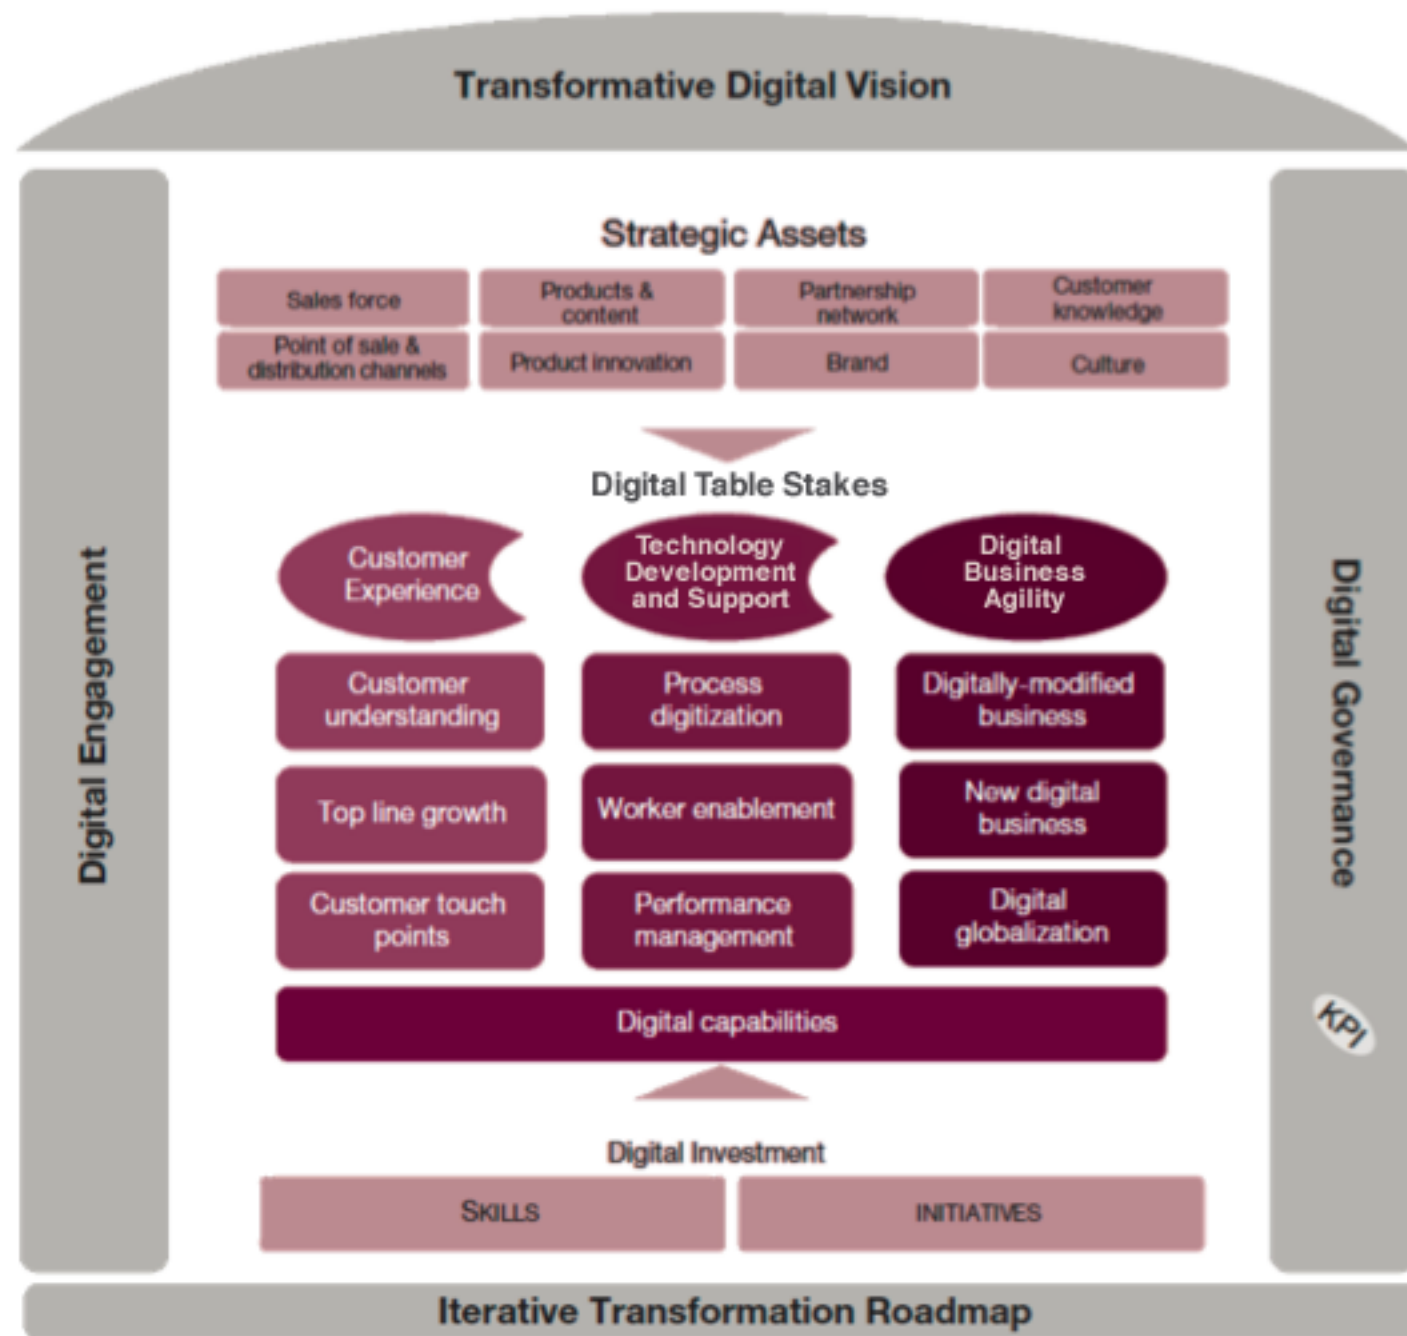 Transformative Digital Vision
Digital Engagement
Strategic Assets
Sales force
Products &
content
Partnership
network
Customer
knowledge
Point of sale &
distribution channels
Product innovation
Brand
Culture
Digital Table Stakes
Customer
Experience
Technology
Development
and Support
Digital
Business
Agility
Customer
understanding
Process
digitization
Digitally-modified
business
Top line growth
Worker enablement
New digital
business
Customer touch
points
Performance
management
Digital
globalization
Digital capabilities
Digital Investment
SKILLS
INITIATIVES
Digital Governance
KPI
Iterative Transformation Roadmap